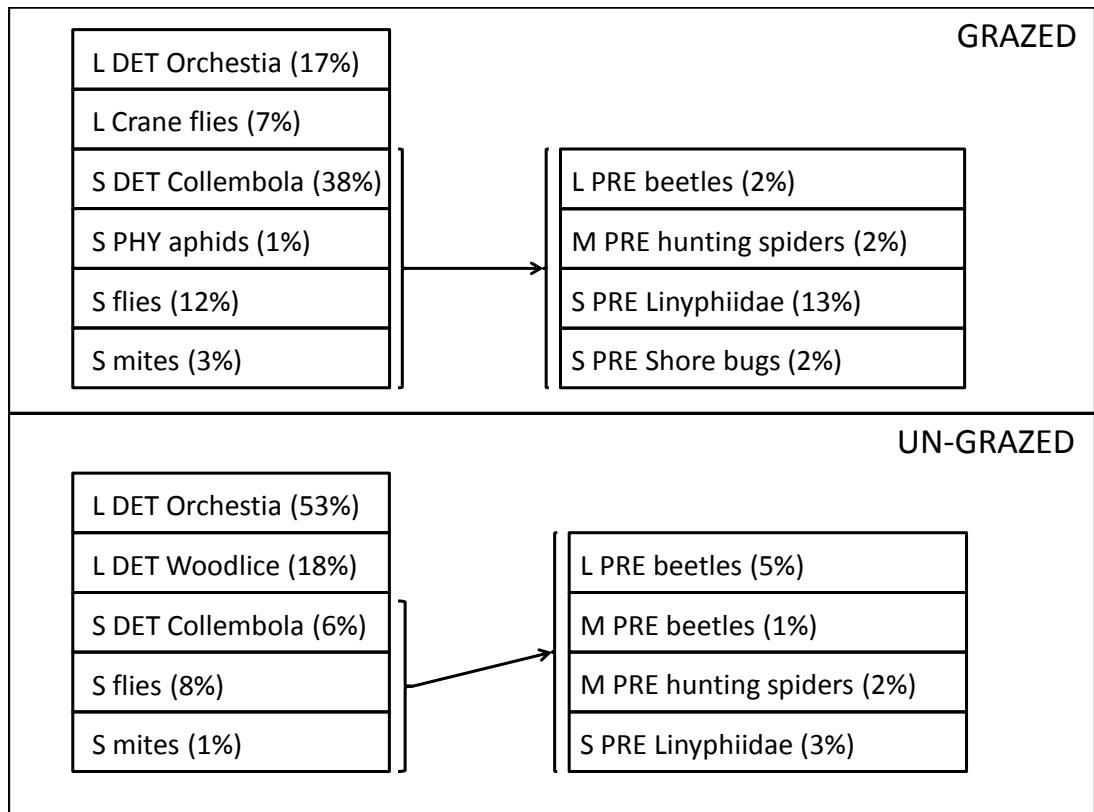 GRAZED
L DET Orchestia (17%)
L Crane flies (7%)
S DET Collembola (38%)
S PHY aphids (1%)
S flies (12%)
S mites (3%)
L PRE beetles (2%)
M PRE hunting spiders (2%)
S PRE Linyphiidae (13%)
S PRE Shore bugs (2%)
UN-GRAZED
L DET Orchestia (53%)
L DET Woodlice (18%)
S DET Collembola (6%)
S flies (8%)
S mites (1%)
L PRE beetles (5%)
M PRE beetles (1%)
M PRE hunting spiders (2%)
S PRE Linyphiidae (3%)